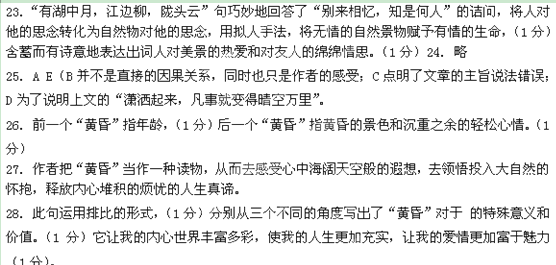 23．“有湖中月，江边柳，陇头云”句巧妙地回答了“别来相忆，知是何人”的诘问，将人对
他的思念转化为自然物对他的思念，用拟人手法，将无情的自然景物赋予有情的生命，（1分）
含蓄而有诗意地表达出词人对美景的热爱和对友人的绵绵情思。（1分）24．略
25．A E（B并不是直接的因果关系，同时也只是作者的感受；C点明了文章的主旨说法错误；
D为了说明上文的“潇洒起来，凡事就变得晴空万里”。
26．前一个“黄昏”指年龄，（1分）后一个“黄昏”指黄昏的景色和沉重之余的轻松心情。（1
分）
27．作者把“黄昏”当作一种读物，从而去感受心中海阔天空般的遐想，去领悟投入大自然的
怀抱，释放内心堆积的烦忧的人生真谛。
28．此句运用排比的形式，（1分）分别从三个不同的角度写出了“黄昏”对于 的特殊意义和
价值。（1 分）它让我的内心世界丰富多彩，使我的人生更加充实，让我的爱情更加富于魅力
（1分）。